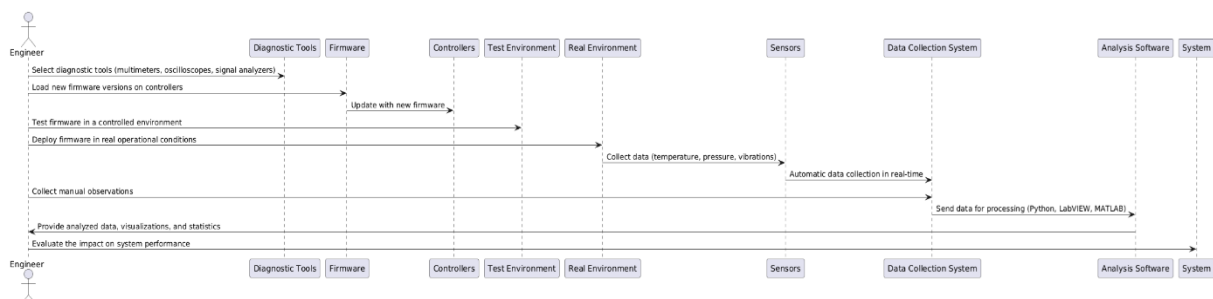 Engineer
Diagnostic Tools Firmware Controllers Test Environment Real Environment Sensors Data Collection System Analysis Software System
Select diagnostic tools (multimeters, oscilloscopes, signal analyzers)
Load new firmware versions on controllers
Update with new firmware
Test firmware in a controlled environment
Deploy firmware in real operational conditions
Collect data (temperature, pressure, vibrations)
Automatic data collection in real-time
Collect manual observations
Send data for processing (Python, LabVIEW, MATLAB)
Provide analyzed data, visualizations, and statistics
Evaluate the impact on system performance
Engineer
Diagnostic Tools Firmware Controllers Test Environment Real Environment Sensors Data Collection System Analysis Software System